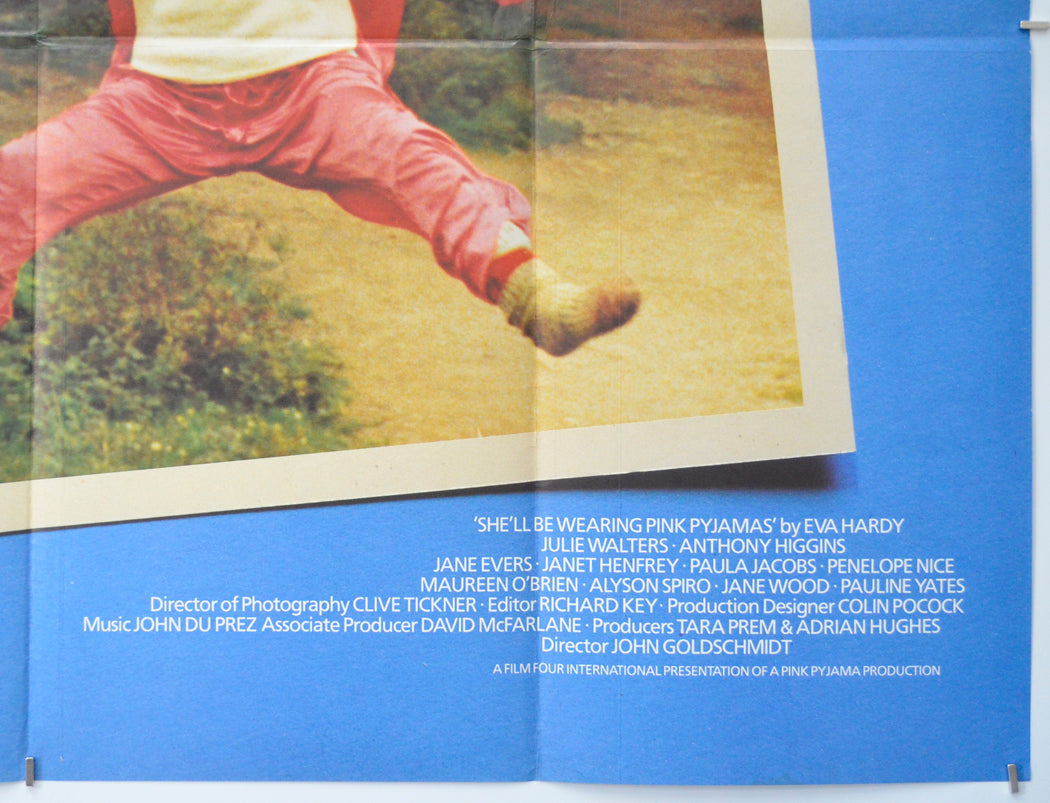 'SHE'LL BE WEARING PINK PYJAMAS' by EVA HARDY
JULIE WALTERS · ANTHONY HIGGINS
JANE EVERS · JANET HENFREY · PAULA JACOBS · PENELOPE NICE
MAUREEN O'BRIEN · ALYSON SPIRO · JANE WOOD · PAULINE YATES
Director of Photography CLIVE TICKNER · Editor RICHARD KEY · Production Designer COLIN POCOCK
Music JOHN DU PREZ Associate Producer DAVID McFARLANE · Producers TARA PREM & ADRIAN HUGHES
Director JOHN GOLDSCHMIDT
A FILM FOUR INTERNATIONAL PRESENTATION OF A PINK PYJAMA PRODUCTION